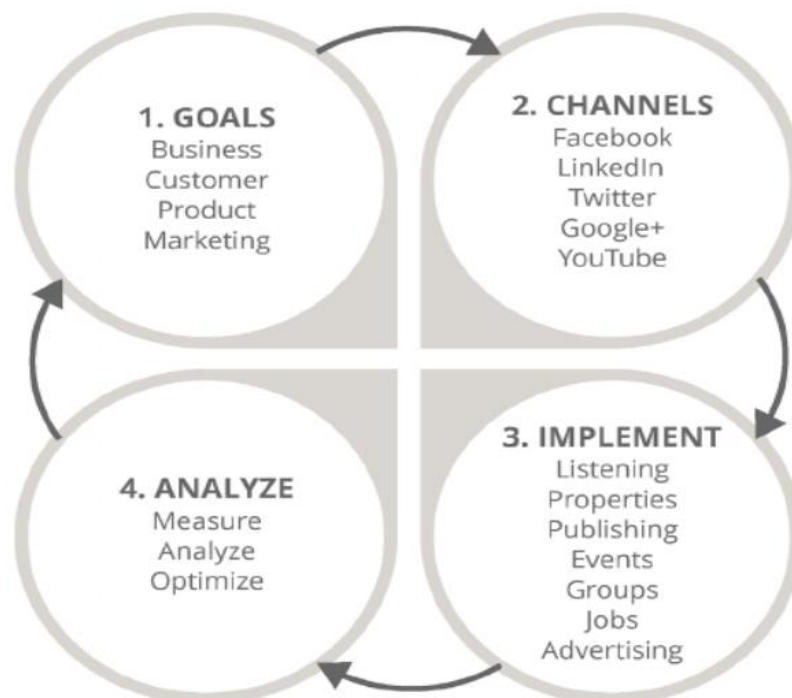 1. GOALS
Business
Customer
Product
Marketing
2. CHANNELS
Facebook
LinkedIn
Twitter
Google+
YouTube
3. IMPLEMENT
Listening
Properties
Publishing
Events
Groups
Jobs
Advertising
4. ANALYZE
Measure
Analyze
Optimize